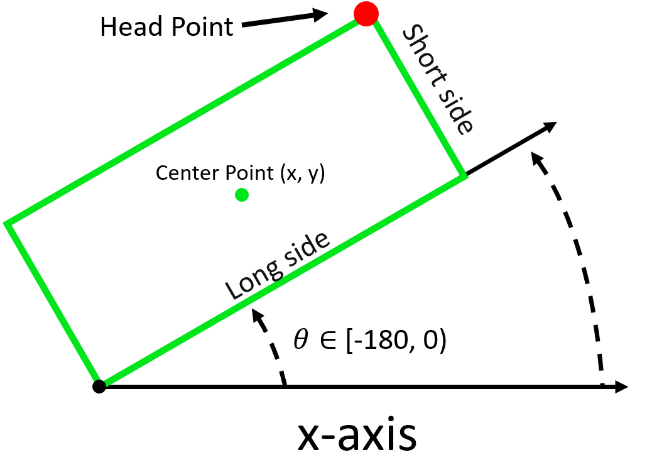 Head Point
Short side
Center Point (x, y)
Long side
θ ∈ [-180, 0)
x-axis